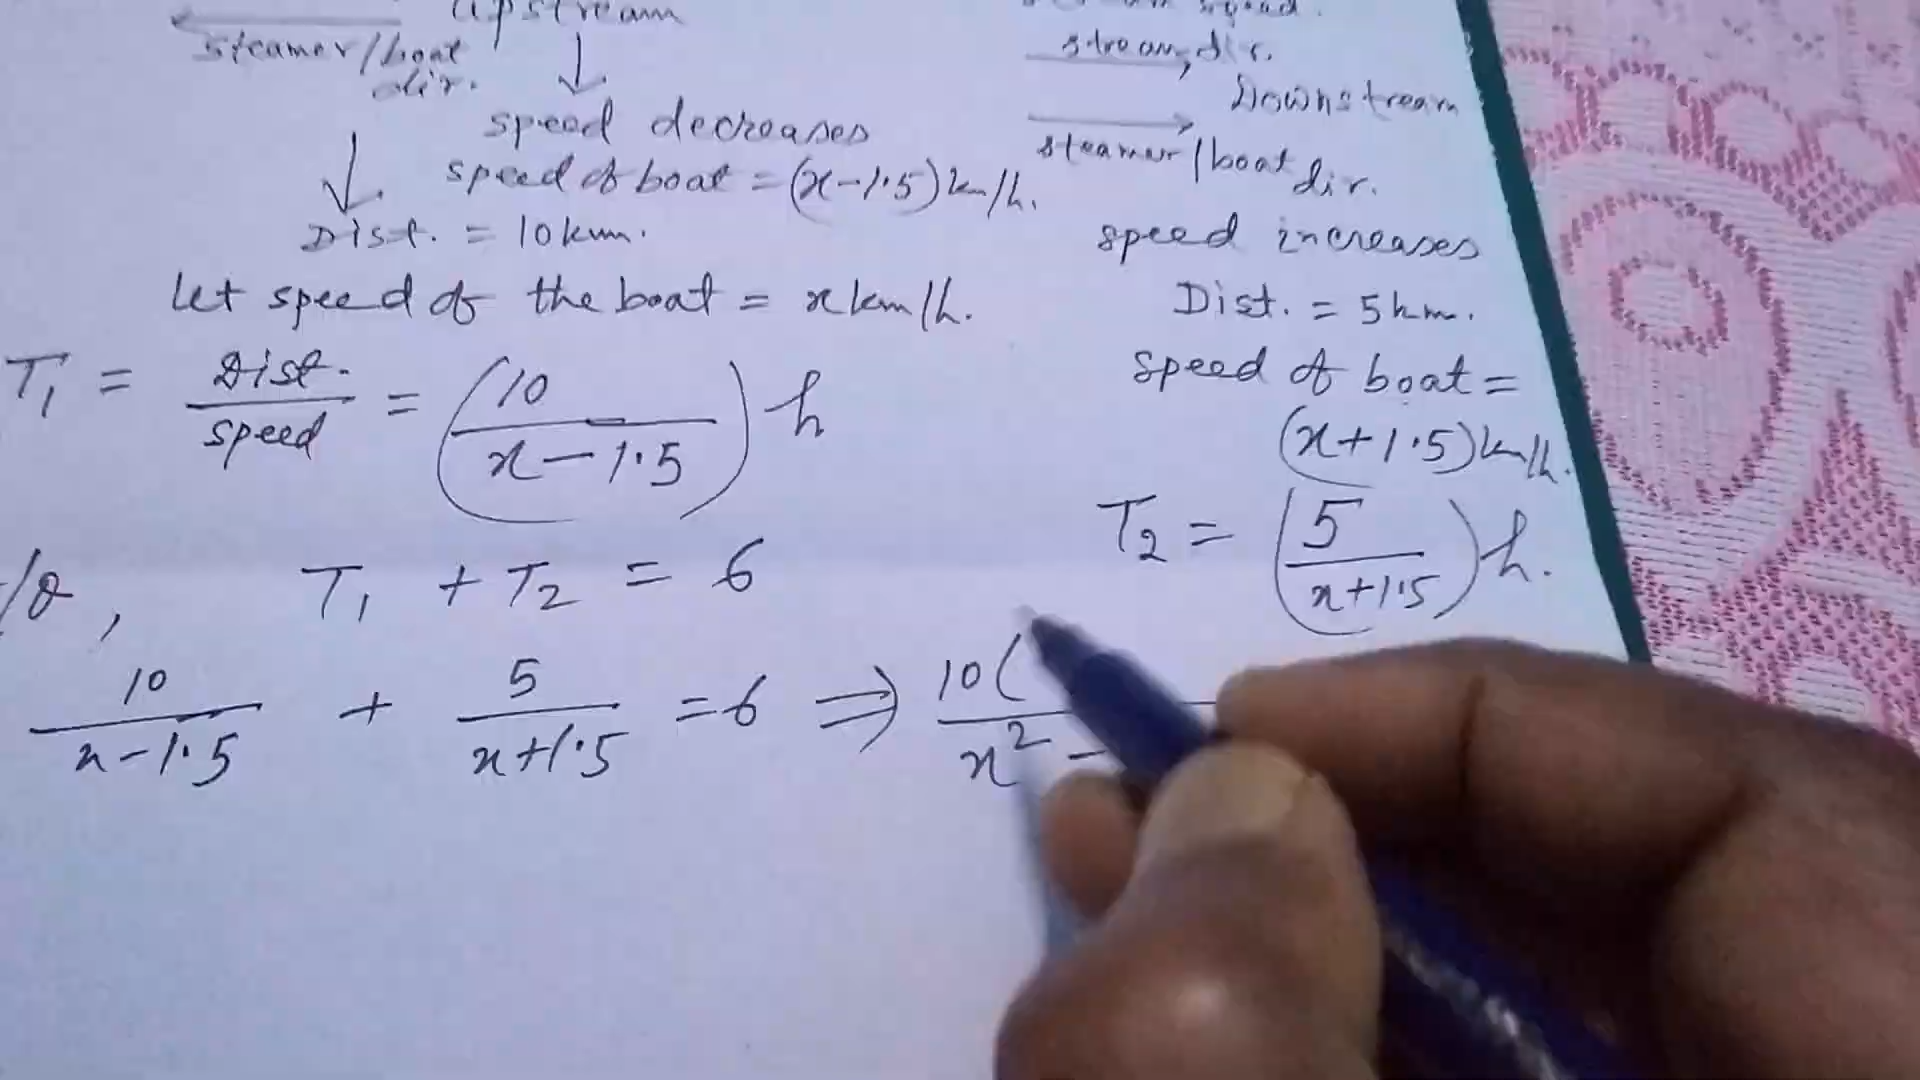 upstream
steamer/boat dir.
speed decreases
speed of boat = (x-1.5) km/h.
Dist. = 10 km.
let speed of the boat = x km/h.
T1 = Dist./speed = (10/(x-1.5)) h
T1 + T2 = 6
10/(x-1.5) + 5/(x+1.5) = 6 ⇒ 10(/x² -
stream dir.
Downstream
steamer/boat dir.
speed increases
Dist. = 5 km.
speed of boat =
(x+1.5) km/h.
T2 = (5/(x+1.5)) h.